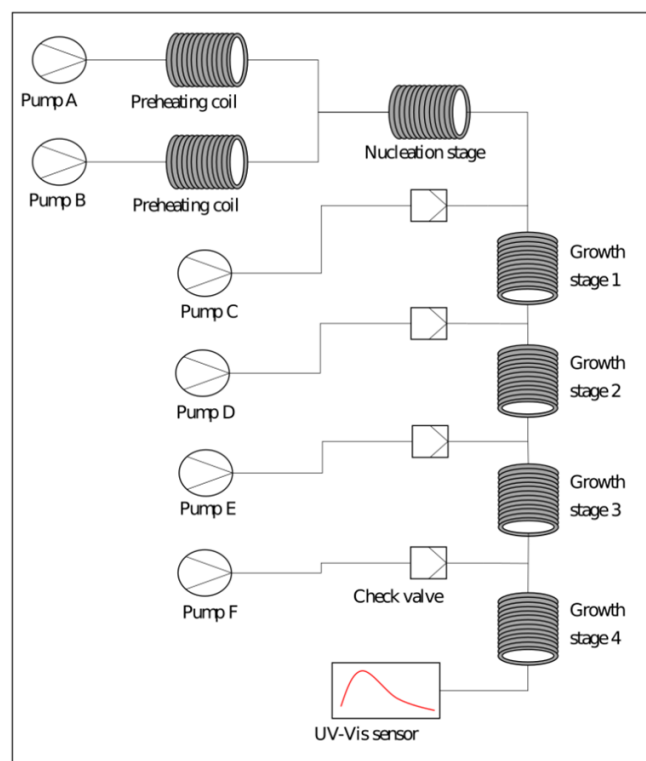 Pump A
Preheating coil
Nucleation stage
Pump B
Preheating coil
Pump C
Growth
stage 1
Pump D
Growth
stage 2
Pump E
Growth
stage 3
Pump F
Check valve
Growth
stage 4
UV-Vis sensor